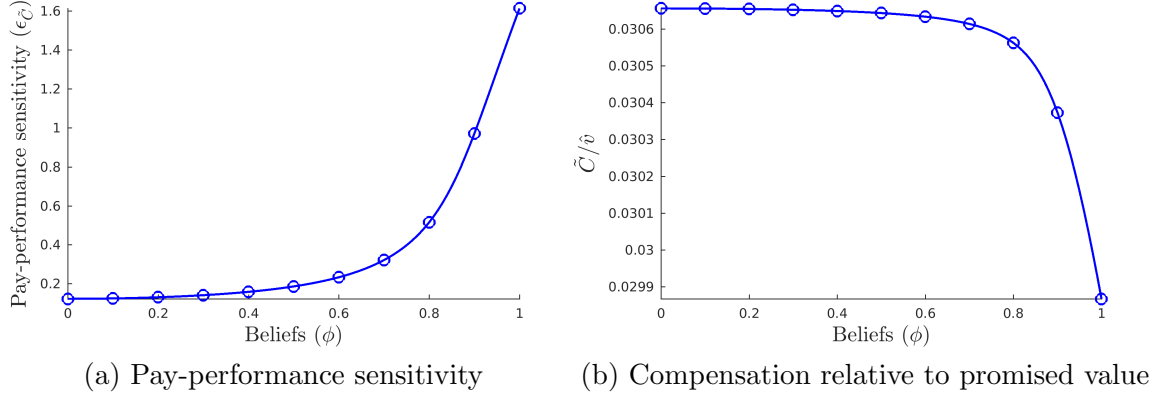 Pay-performance sensitivity (ϵ_C̃)
1.6
1.4
1.2
1
0.8
0.6
0.4
0.2
0 0.2 0.4 0.6 0.8 1
Beliefs (ϕ)
(a) Pay-performance sensitivity
C̃/v̂
0.0306
0.0305
0.0304
0.0303
0.0302
0.0301
0.03
0.0299
0 0.2 0.4 0.6 0.8 1
Beliefs (ϕ)
(b) Compensation relative to promised value